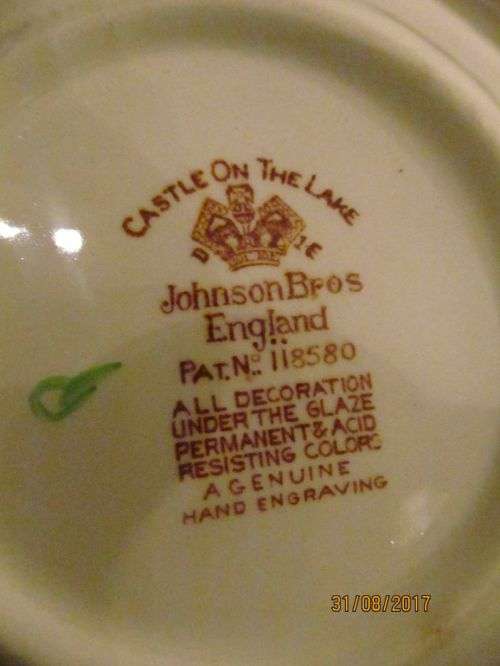 CASTLE ON THE LAKE
Johnson Bros
England
PAT. No: 118580
ALL DECORATION
UNDER THE GLAZE
PERMANENT & ACID
RESISTING COLORS
A GENUINE
HAND ENGRAVING
31/08/2017